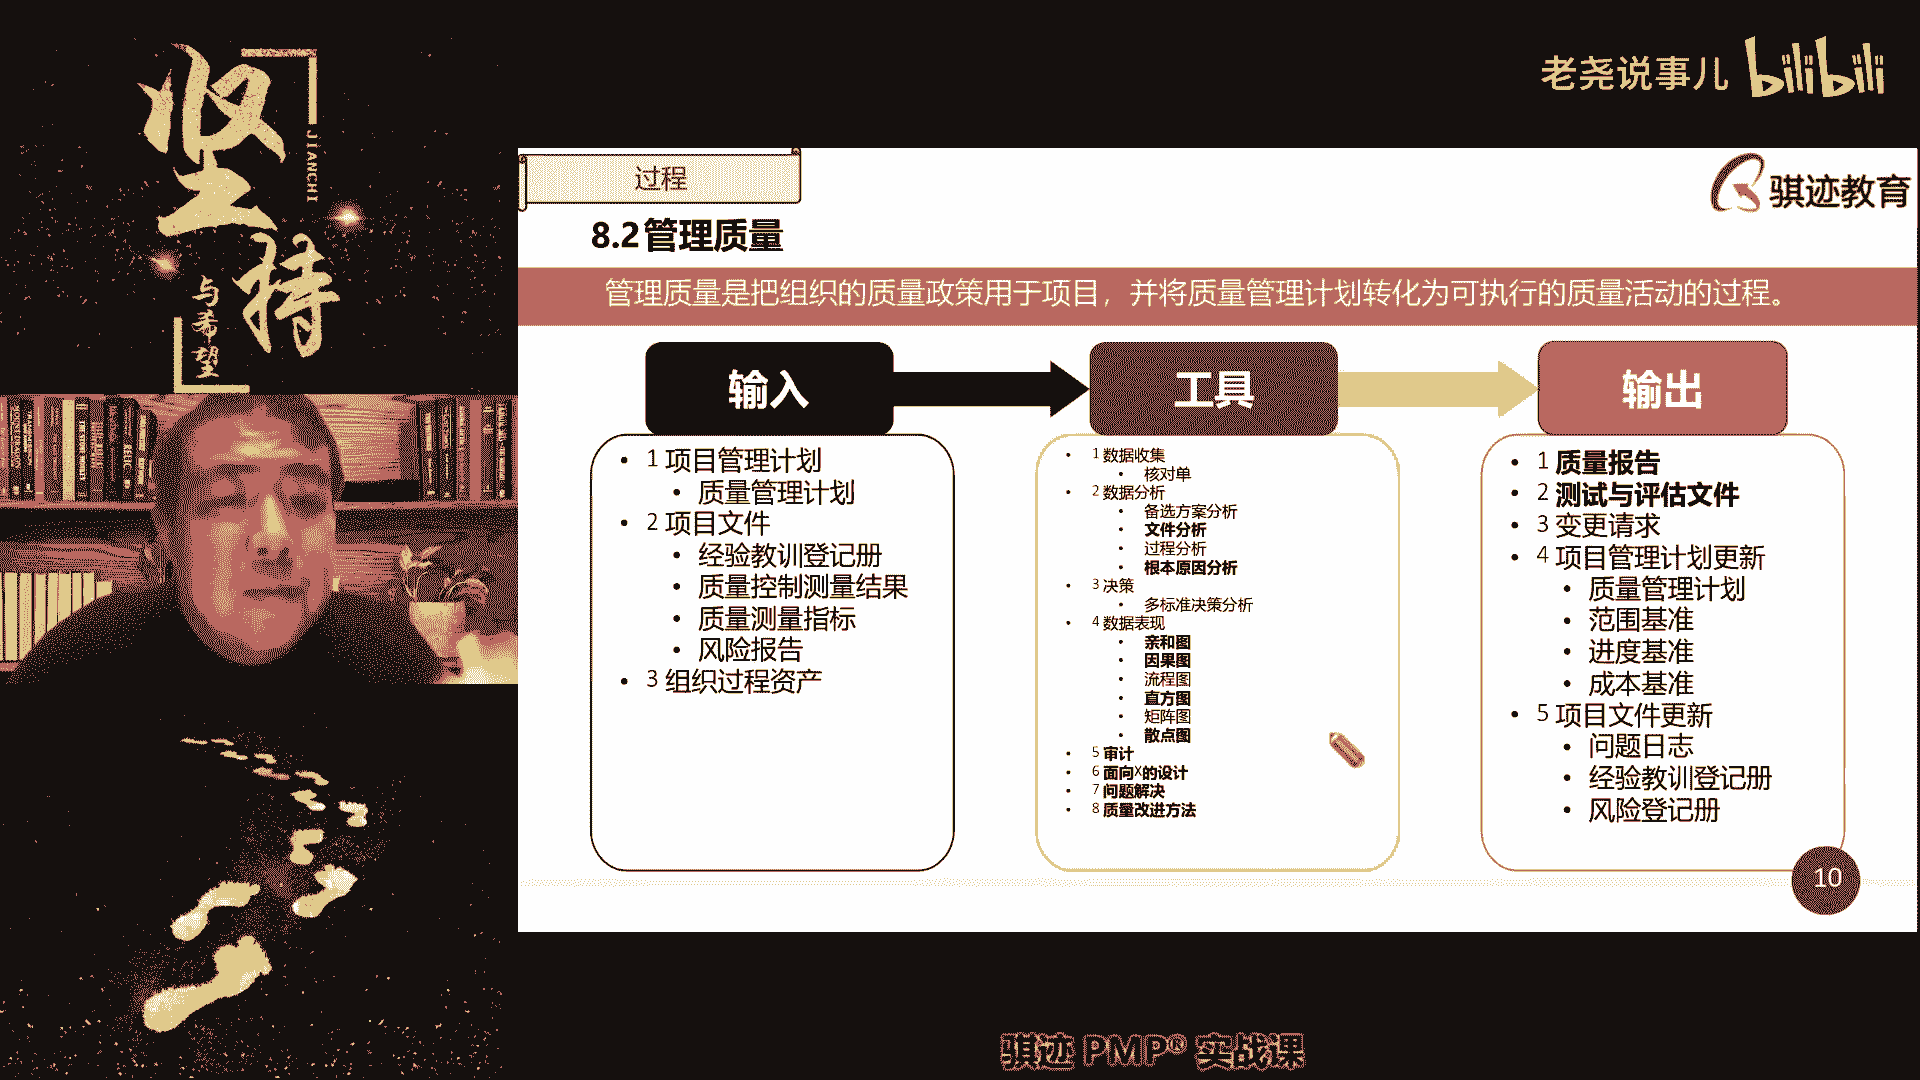 坚持
JIANCHI
与希望
老尧说事儿 bilibili
过程
骐迹教育
8.2管理质量
管理质量是把组织的质量政策用于项目，并将质量管理计划转化为可执行的质量活动的过程。
输入
• 1 项目管理计划
• 质量管理计划
• 2 项目文件
• 经验教训登记册
• 质量控制测量结果
• 质量测量指标
• 风险报告
• 3 组织过程资产
工具
• 1 数据收集
• 核对单
• 2 数据分析
• 备选方案分析
• 文件分析
• 过程分析
• 根本原因分析
• 3 决策
• 多标准决策分析
• 4 数据表现
• 亲和图
• 因果图
• 流程图
• 直方图
• 矩阵图
• 散点图
• 5 审计
• 6 面向X的设计
• 7 问题解决
• 8 质量改进方法
输出
• 1 质量报告
• 2 测试与评估文件
• 3 变更请求
• 4 项目管理计划更新
• 质量管理计划
• 范围基准
• 进度基准
• 成本基准
• 5 项目文件更新
• 问题日志
• 经验教训登记册
• 风险登记册
10
骐迹 PMP® 实战课